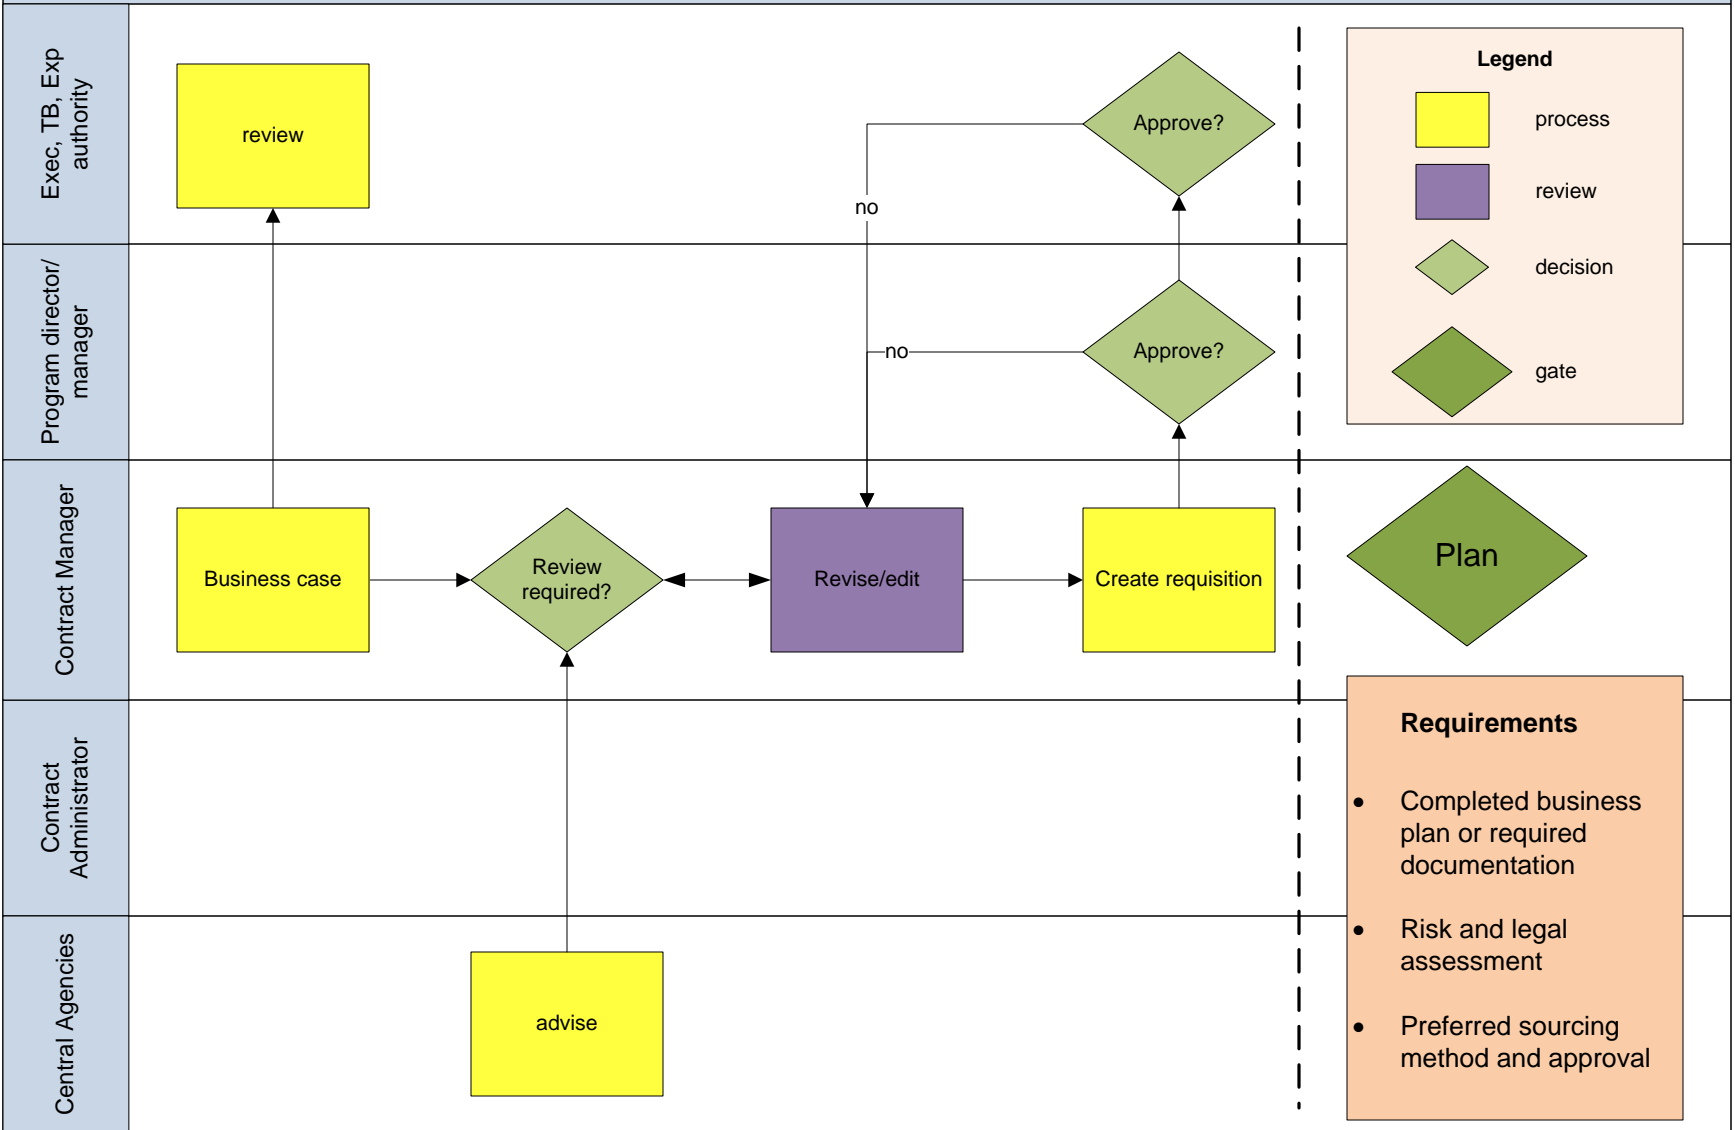 Exec, TB, Exp
authority
review
Approve?
no
Program director/
manager
Approve?
no
Contract Manager
Business case
Review
required?
Revise/edit
Create requisition
Contract
Administrator
Central Agencies
advise
Legend
process
review
decision
gate
Plan
Requirements
• Completed business
plan or required
documentation
• Risk and legal
assessment
• Preferred sourcing
method and approval